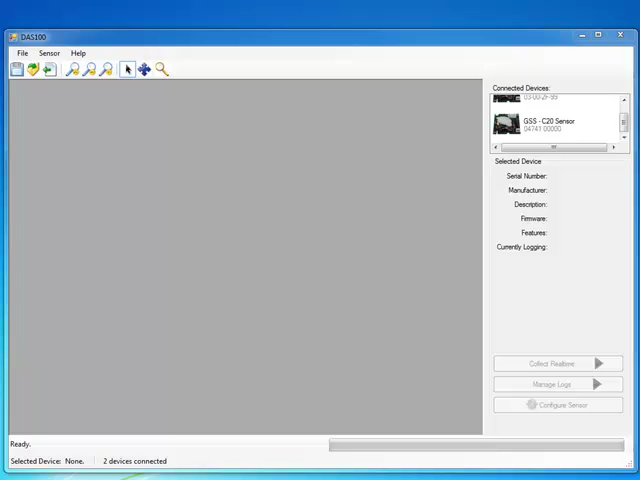 DAS100
File Sensor Help
Connected Devices:
GSS - C20 Sensor
04741 00000
Selected Device
Serial Number:
Manufacturer:
Description:
Firmware:
Features:
Currently Logging:
Collect Realtime
Manage Logs
Configure Sensor
Ready.
Selected Device: None. 2 devices connected